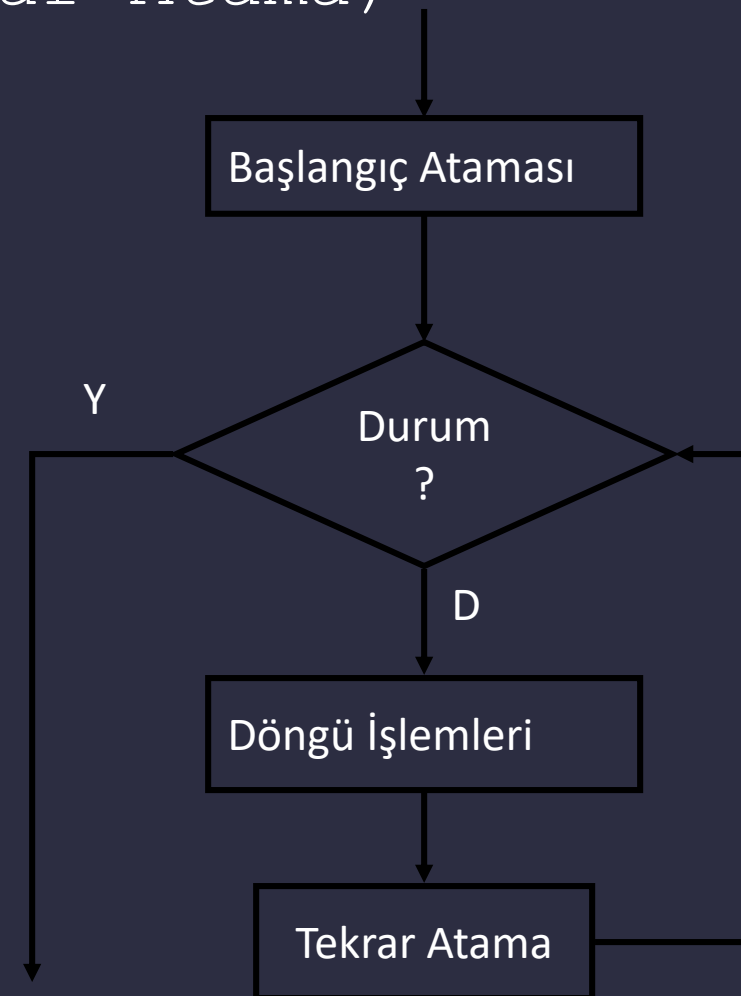 Başlangıç Ataması
Y
Durum
?
D
Döngü İşlemleri
Tekrar Atama